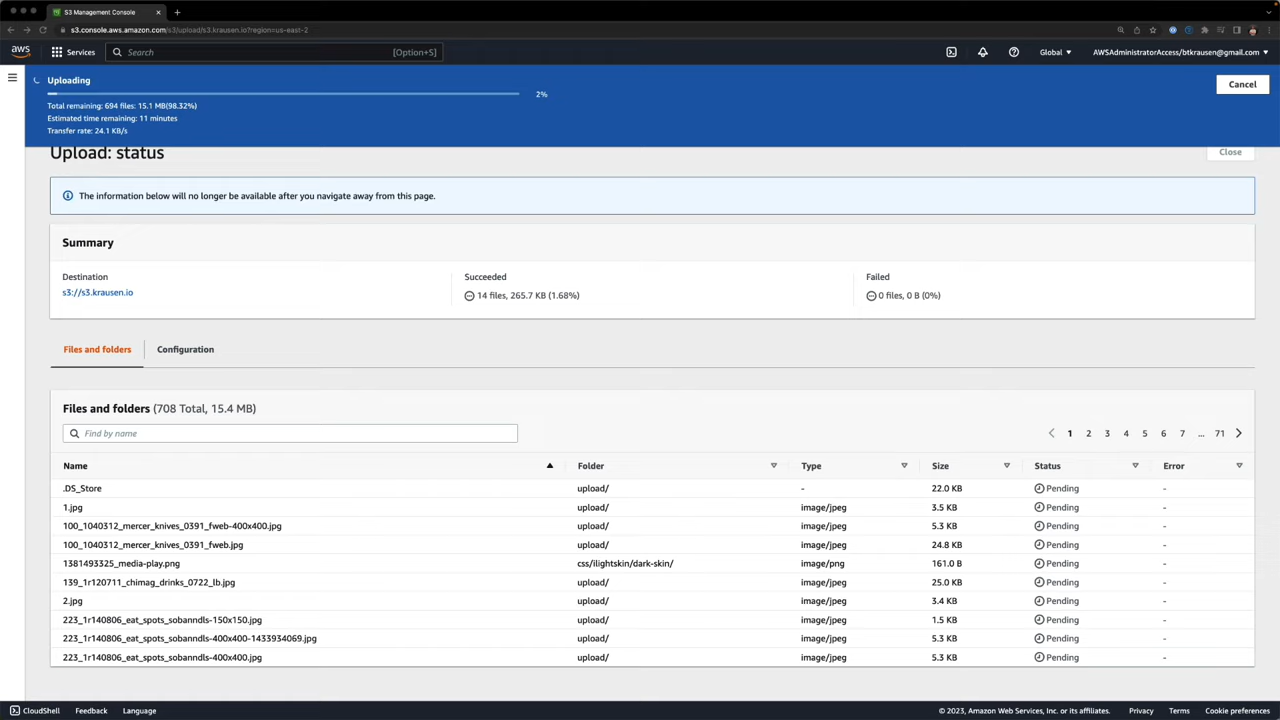 S3 Management Console
s3.console.aws.amazon.com/s3/upload/s3.krausen.io?region=us-east-2
aws
Services
Search
[Option+S]
Global
AWSAdministratorAccess/btkrausen@gmail.com
Uploading
2%
Cancel
Total remaining: 694 files: 15.1 MB(98.32%)
Estimated time remaining: 11 minutes
Transfer rate: 24.1 KB/s
Upload: status
Close
The information below will no longer be available after you navigate away from this page.
Summary
Destination
s3://s3.krausen.io
Succeeded
14 files, 265.7 KB (1.68%)
Failed
0 files, 0 B (0%)
Files and folders
Configuration
Files and folders (708 Total, 15.4 MB)
Find by name
1 2 3 4 5 6 7 ... 71
Name Folder Type Size Status Error
.DS_Store upload/ - 22.0 KB Pending -
1.jpg upload/ image/jpeg 3.5 KB Pending -
100_1040312_mercer_knives_0391_fweb-400x400.jpg upload/ image/jpeg 5.3 KB Pending -
100_1040312_mercer_knives_0391_fweb.jpg upload/ image/jpeg 24.8 KB Pending -
1381493325_media-play.png css/ilightskin/dark-skin/ image/png 161.0 B Pending -
139_1r120711_chimag_drinks_0722_lb.jpg upload/ image/jpeg 25.0 KB Pending -
2.jpg upload/ image/jpeg 3.4 KB Pending -
223_1r140806_eat_spots_sobanndls-150x150.jpg upload/ image/jpeg 1.5 KB Pending -
223_1r140806_eat_spots_sobanndls-400x400-1433934069.jpg upload/ image/jpeg 5.3 KB Pending -
223_1r140806_eat_spots_sobanndls-400x400.jpg upload/ image/jpeg 5.3 KB Pending -
CloudShell Feedback Language
© 2023, Amazon Web Services, Inc. or its affiliates. Privacy Terms Cookie preferences